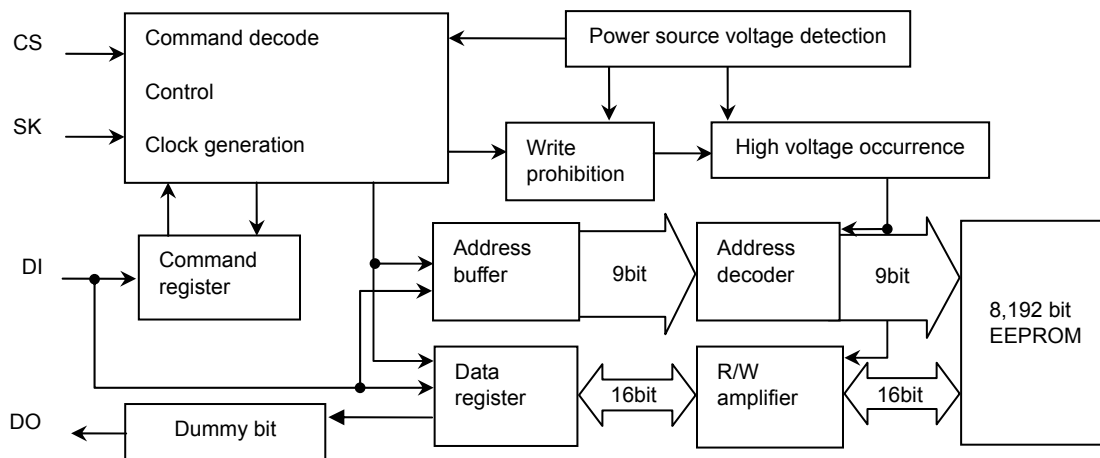 CS
Command decode
Power source voltage detection
Control
SK
Clock generation
Write
prohibition
High voltage occurrence
DI
Command
register
Address
buffer
9bit
Address
decoder
9bit
8,192 bit
EEPROM
Data
register
16bit
R/W
amplifier
16bit
DO
Dummy bit